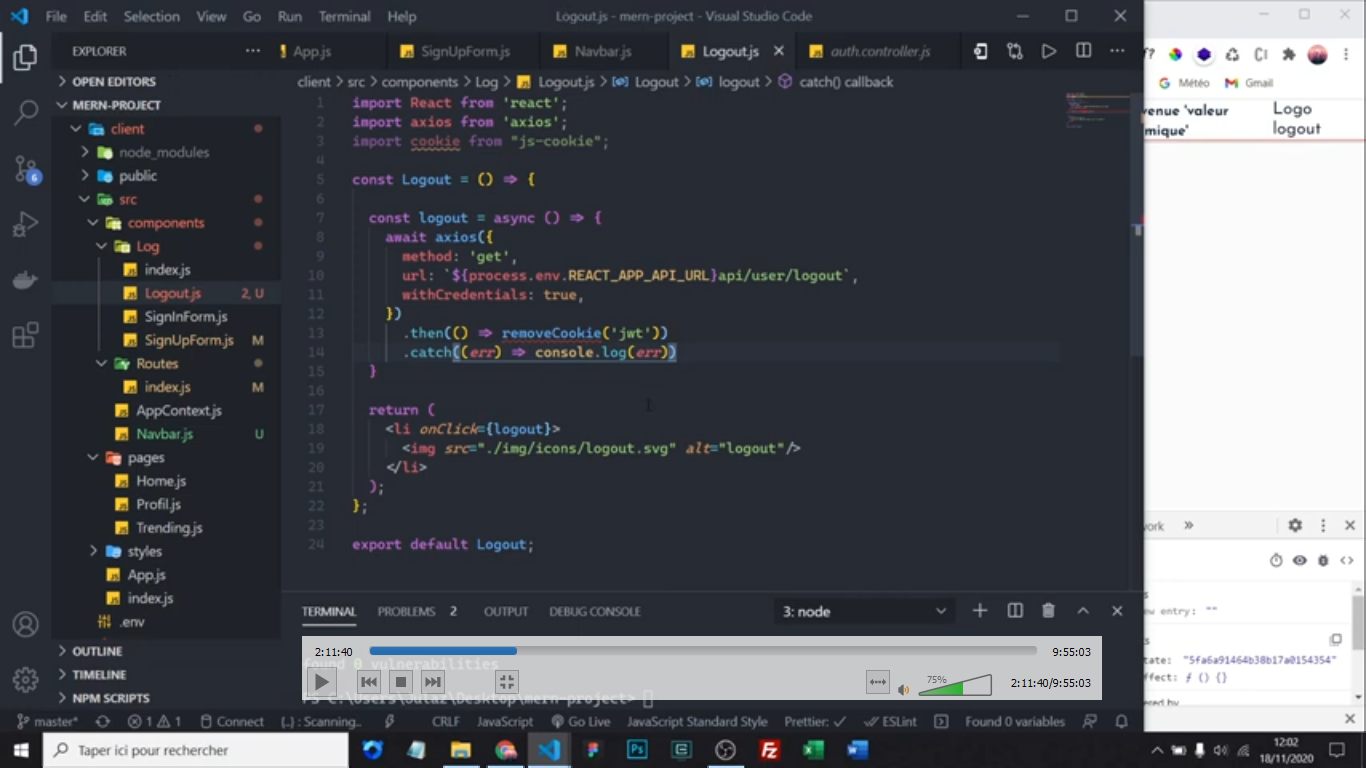 File Edit Selection View Go Run Terminal Help
Logout.js - mern-project - Visual Studio Code
EXPLORER
App.js SignUpForm.js Navbar.js Logout.js auth.controller.js
client > src > components > Log > Logout.js > Logout > logout > catch() callback
OPEN EDITORS
MERN-PROJECT
client
node_modules
public
src
components
Log
index.js
Logout.js 2, U
SignInForm.js
SignUpForm.js M
Routes
index.js M
AppContext.js
Navbar.js U
pages
Home.js
Profil.js
Trending.js
styles
App.js
index.js
.env
OUTLINE
TIMELINE
NPM SCRIPTS
6
1 import React from 'react';
2 import axios from 'axios';
3 import cookie from "js-cookie";
4
5 const Logout = () => {
6
7 const logout = async () => {
8 await axios({
9 method: 'get',
10 url: `${process.env.REACT_APP_API_URL}api/user/logout`,
11 withCredentials: true,
12 })
13 .then(() => removeCookie('jwt'))
14 .catch((err) => console.log(err))
15 }
16
17 return (
18 <li onClick={logout}>
19 <img src="./img/icons/logout.svg" alt="logout"/>
20 </li>
21 );
22 };
23
24 export default Logout;
TERMINAL PROBLEMS 2 OUTPUT DEBUG CONSOLE 3: node
found 0 vulnerabilities
2:11:40 9:55:03
75% 2:11:40/9:55:03
master* 1 1 Connect {..} : Scanning.. CRLF JavaScript Go Live JavaScript Standard Style Prettier: ✓ ESLint Found 0 variables
Météo Gmail
venue 'valeur
mique'
Logo
logout
ork »
ew entry: ""
tate: "5fa6a91464b38b17a0154354"
ffect: ƒ () {}
Taper ici pour rechercher
12:02
18/11/2020